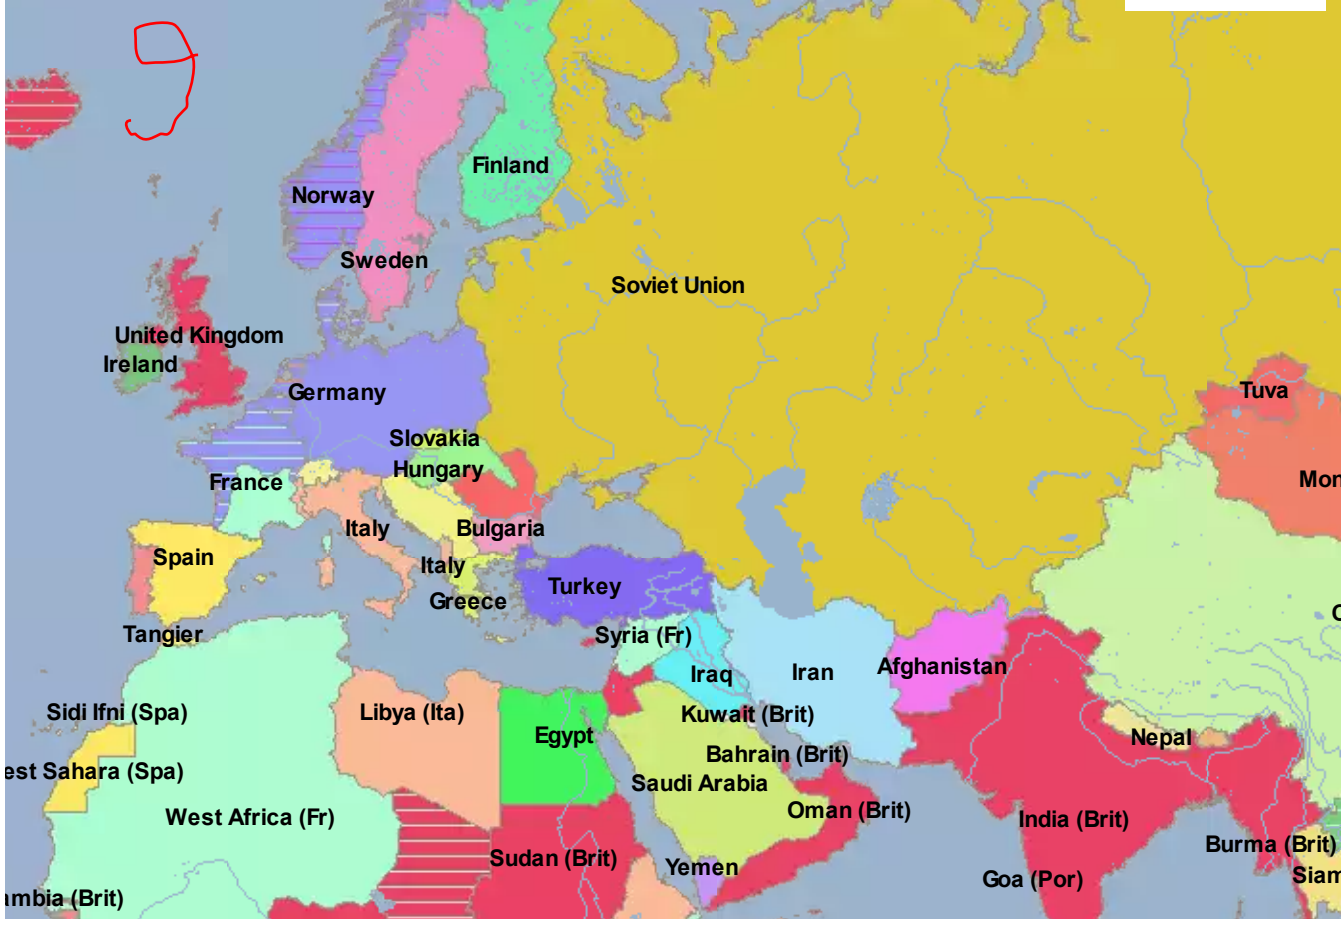 9
Finland
Norway
Sweden
Soviet Union
United Kingdom
Ireland
Germany
Tuva
Slovakia
Hungary
France
Mon
Italy
Bulgaria
Spain
Italy
Turkey
Greece
Tangier
Syria (Fr)
Iraq
Iran
Afghanistan
Sidi Ifni (Spa)
Libya (Ita)
Kuwait (Brit)
Egypt
Nepal
Bahrain (Brit)
est Sahara (Spa)
Saudi Arabia
Oman (Brit)
West Africa (Fr)
India (Brit)
Burma (Brit)
Sudan (Brit)
Yemen
Goa (Por)
Siam
ambia (Brit)